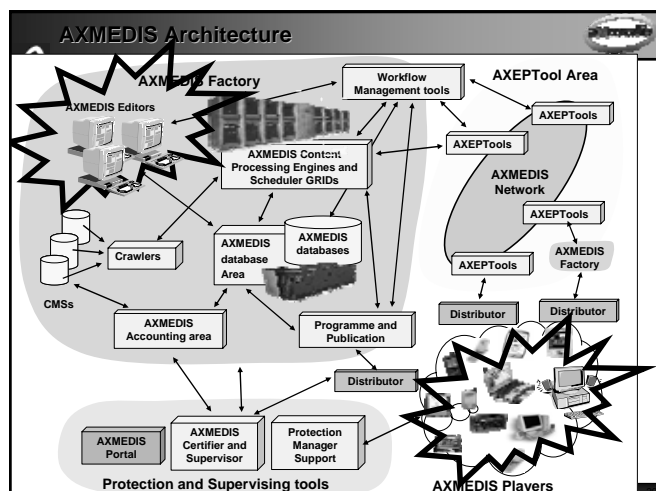 AXMEDIS Architecture
AXMEDIS Factory
Workflow
Management tools
AXEPTool Area
AXMEDIS Editors
AXEPTools
AXEPTools
AXMEDIS Content
Processing Engines and
Scheduler GRIDs
AXMEDIS
Network
AXEPTools
AXMEDIS
database
Area
AXMEDIS
databases
Crawlers
AXMEDIS
Factory
AXEPTools
CMSs
Distributor
Distributor
AXMEDIS
Accounting area
Programme and
Publication
Distributor
AXMEDIS
Portal
AXMEDIS
Certifier and
Supervisor
Protection
Manager
Support
Protection and Supervising tools
AXMEDIS Players